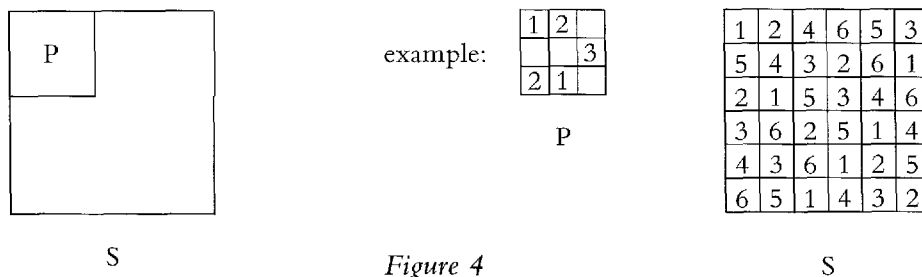 P
example:
1 2
3
2 1
P
1 2 4 6 5 3
5 4 3 2 6 1
2 1 5 3 4 6
3 6 2 5 1 4
4 3 6 1 2 5
6 5 1 4 3 2
S
Figure 4
S